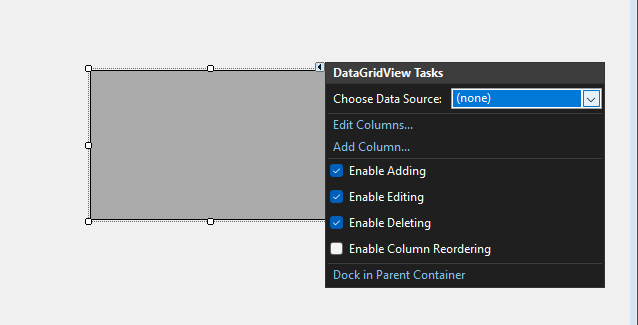 DataGridView Tasks
Choose Data Source: (none)
Edit Columns...
Add Column...
Enable Adding
Enable Editing
Enable Deleting
Enable Column Reordering
Dock in Parent Container